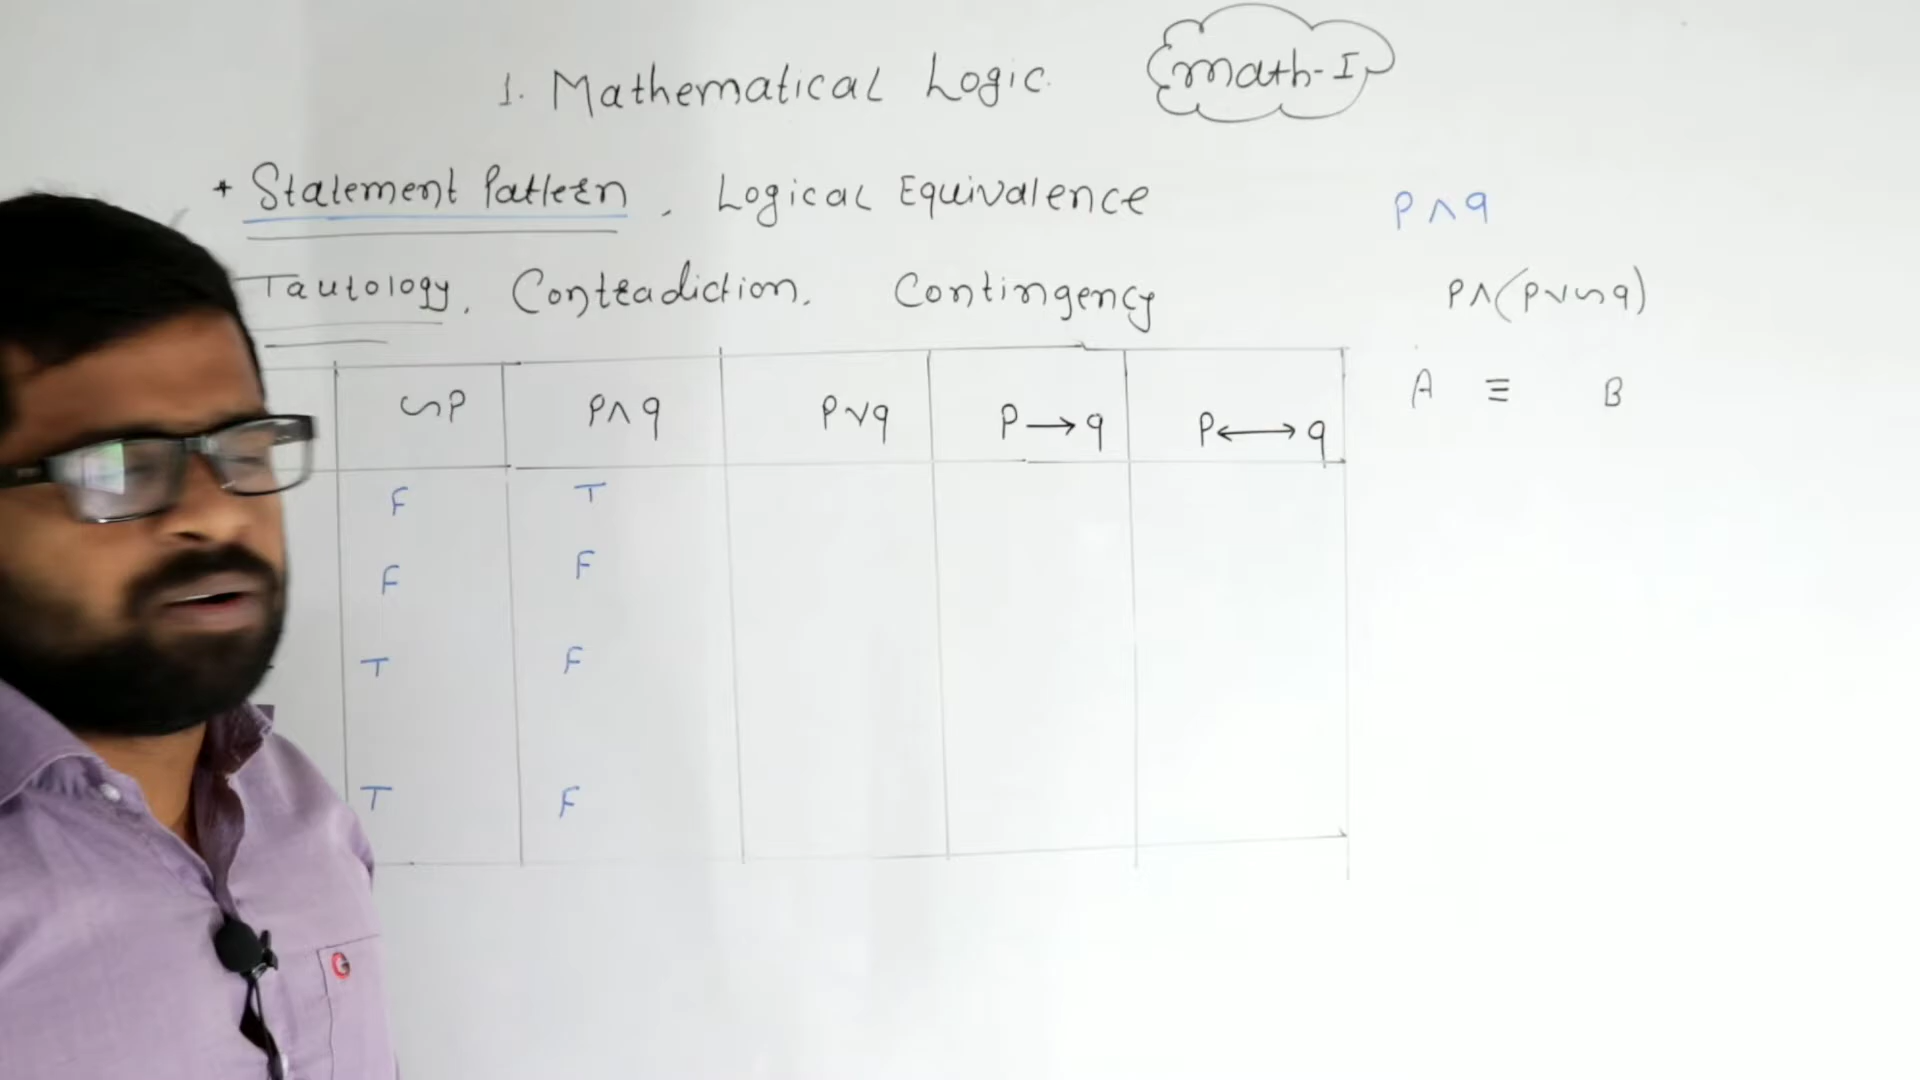 1. Mathematical Logic. Math-I
* Statement Pattern, Logical Equivalence p∧q
Tautology, Contradiction, Contingency p∧(p∨∽q)
∽p p∧q p∨q p→q p↔q A ≡ B
F T
F F
T F
T F
G